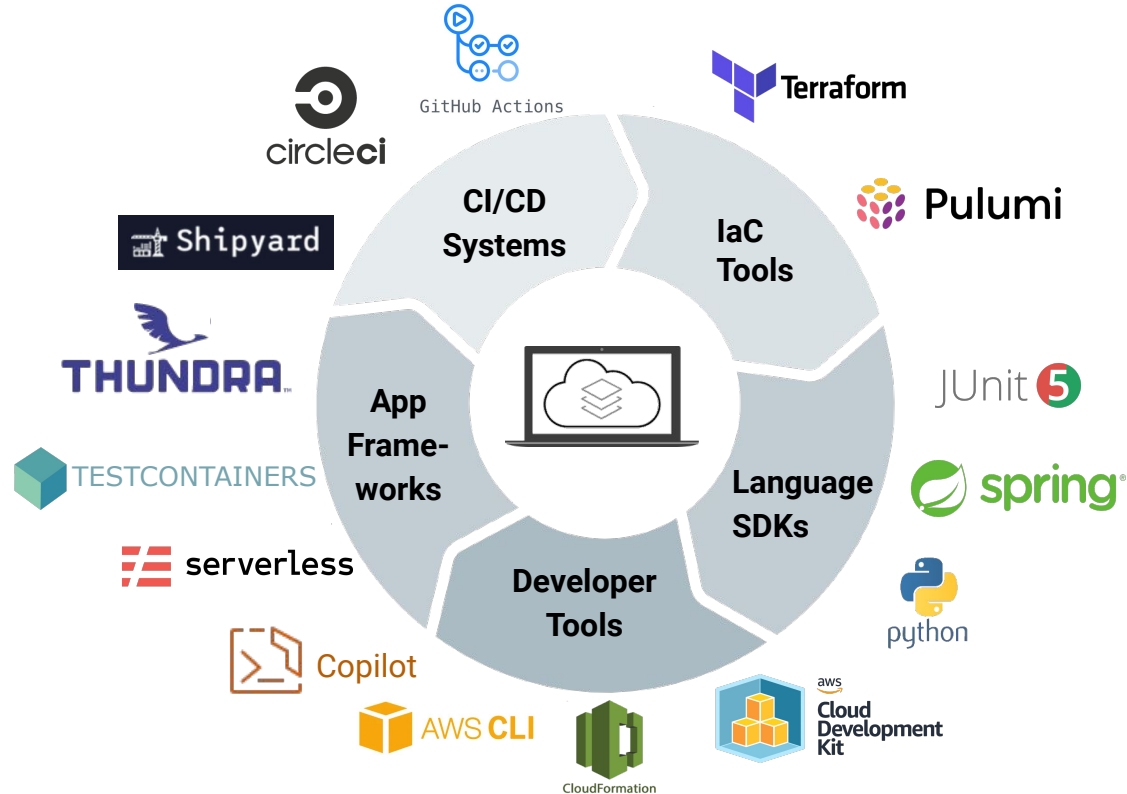 GitHub Actions
circleci
Terraform
Pulumi
CI/CD
Systems
IaC
Tools
Shipyard
THUNDRA
JUnit 5
App
Frame-
works
Language
SDKs
TESTCONTAINERS
spring
serverless
Developer
Tools
python
Copilot
AWS CLI
CloudFormation
aws
Cloud
Development
Kit